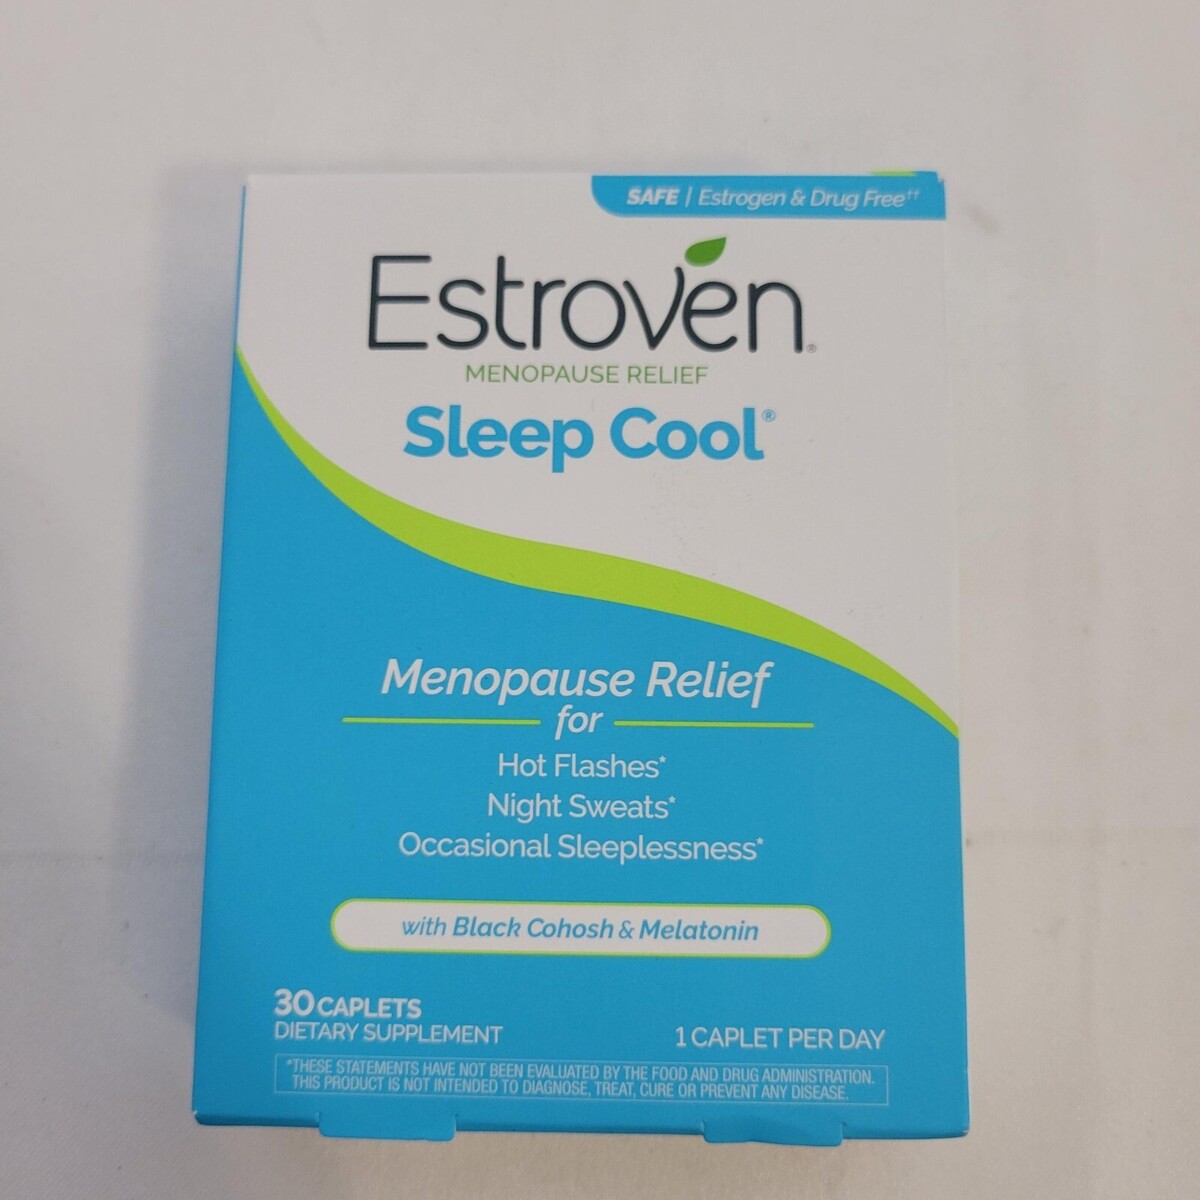 SAFE | Estrogen & Drug Free††
Estroven®
MENOPAUSE RELIEF
Sleep Cool®
Menopause Relief
for
Hot Flashes*
Night Sweats*
Occasional Sleeplessness*
with Black Cohosh & Melatonin
30 CAPLETS
DIETARY SUPPLEMENT
1 CAPLET PER DAY
*THESE STATEMENTS HAVE NOT BEEN EVALUATED BY THE FOOD AND DRUG ADMINISTRATION.
THIS PRODUCT IS NOT INTENDED TO DIAGNOSE, TREAT, CURE OR PREVENT ANY DISEASE.